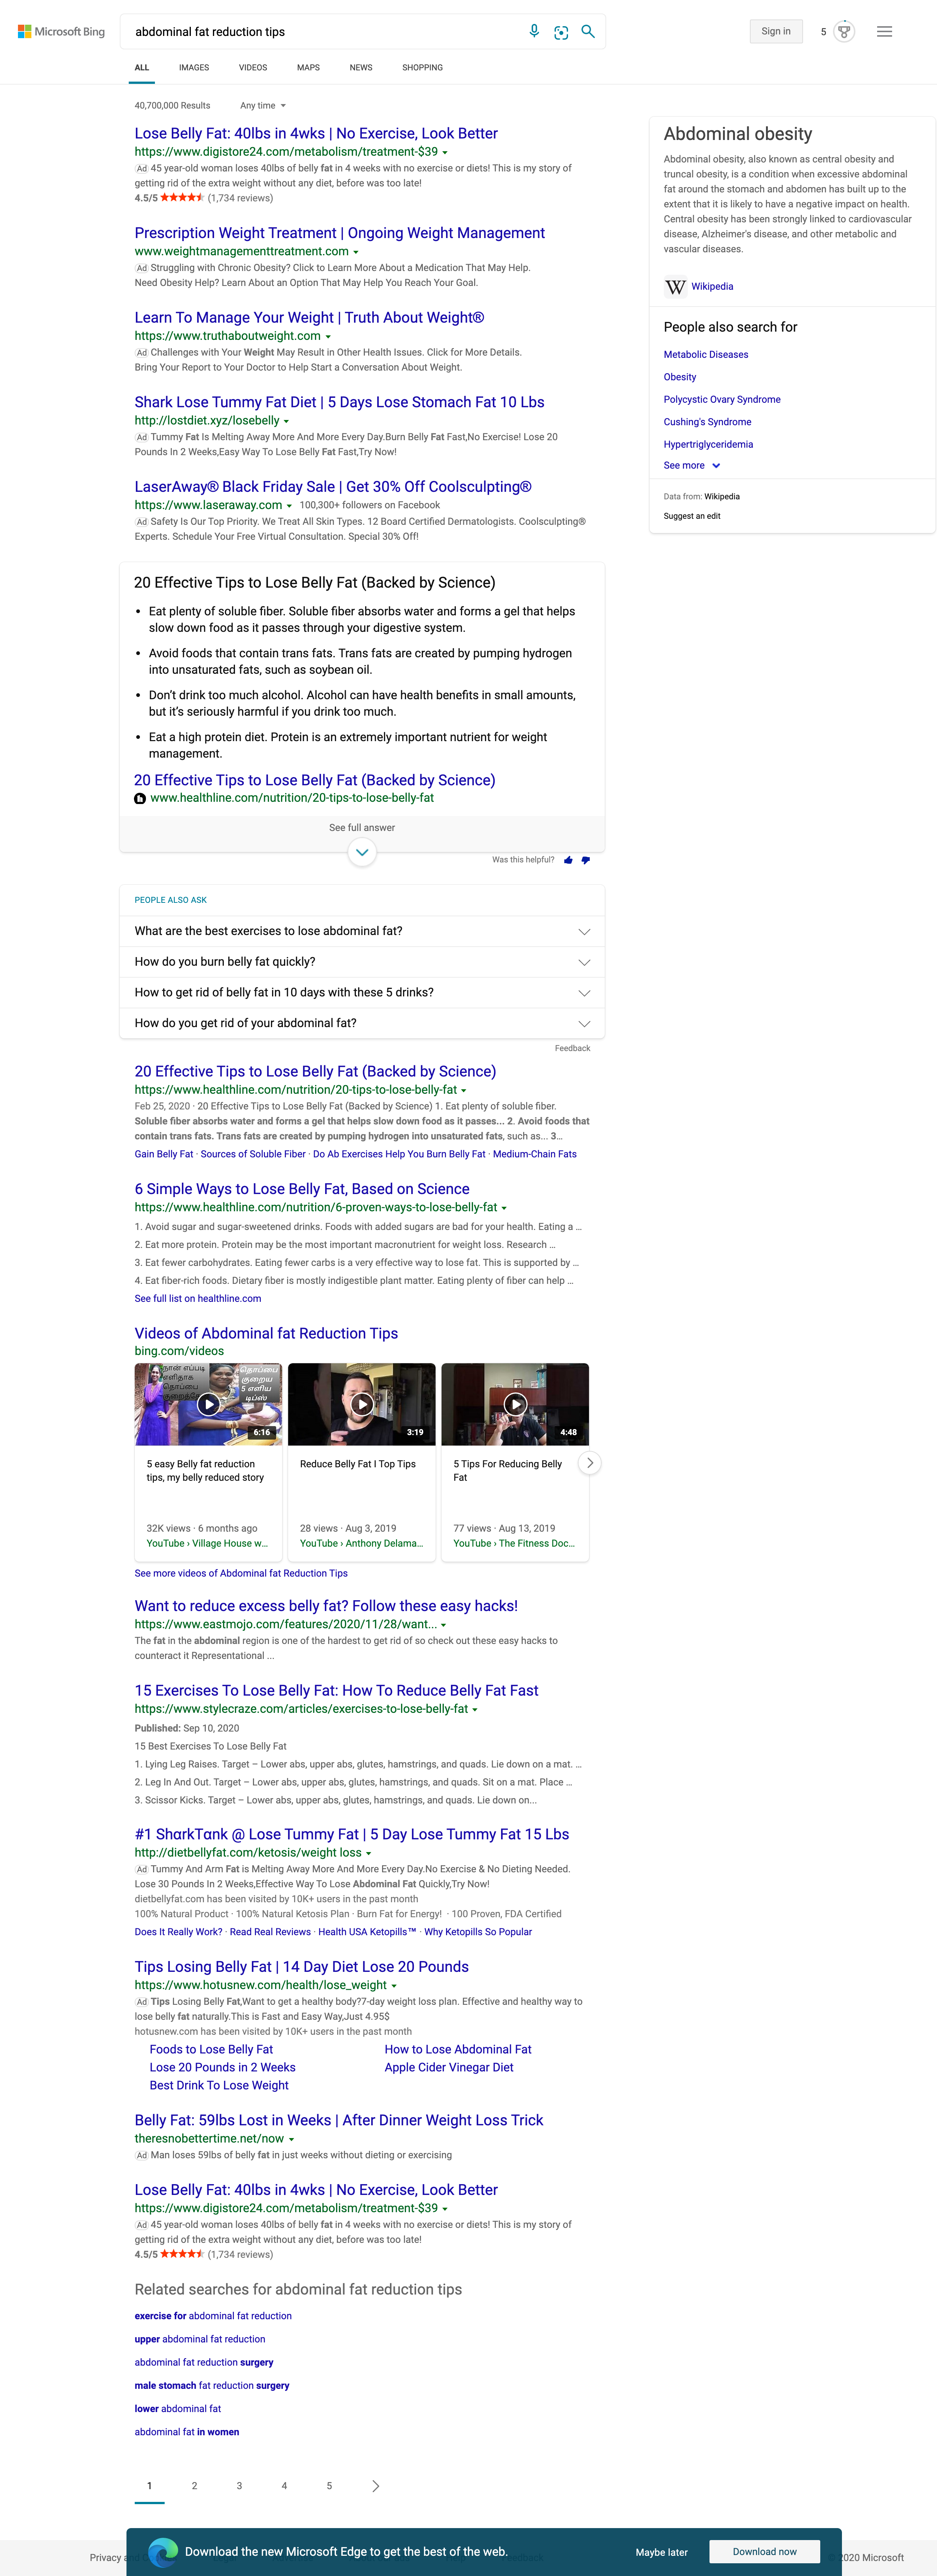 Microsoft Bing
abdominal fat reduction tips
Sign in
5
ALL
IMAGES
VIDEOS
MAPS
NEWS
SHOPPING
40,700,000 Results
Any time
Lose Belly Fat: 40lbs in 4wks | No Exercise, Look Better
https://www.digistore24.com/metabolism/treatment-$39
Ad 45 year-old woman loses 40lbs of belly fat in 4 weeks with no exercise or diets! This is my story of
getting rid of the extra weight without any diet, before was too late!
4.5/5 (1,734 reviews)
Prescription Weight Treatment | Ongoing Weight Management
www.weightmanagementtreatment.com
Ad Struggling with Chronic Obesity? Click to Learn More About a Medication That May Help.
Need Obesity Help? Learn About an Option That May Help You Reach Your Goal.
Learn To Manage Your Weight | Truth About Weight®
https://www.truthaboutweight.com
Ad Challenges with Your Weight May Result in Other Health Issues. Click for More Details.
Bring Your Report to Your Doctor to Help Start a Conversation About Weight.
Shark Lose Tummy Fat Diet | 5 Days Lose Stomach Fat 10 Lbs
http://lostdiet.xyz/losebelly
Ad Tummy Fat Is Melting Away More And More Every Day.Burn Belly Fat Fast,No Exercise! Lose 20
Pounds In 2 Weeks,Easy Way To Lose Belly Fat Fast,Try Now!
LaserAway® Black Friday Sale | Get 30% Off Coolsculpting®
https://www.laseraway.com 100,300+ followers on Facebook
Ad Safety Is Our Top Priority. We Treat All Skin Types. 12 Board Certified Dermatologists. Coolsculpting®
Experts. Schedule Your Free Virtual Consultation. Special 30% Off!
20 Effective Tips to Lose Belly Fat (Backed by Science)
• Eat plenty of soluble fiber. Soluble fiber absorbs water and forms a gel that helps
slow down food as it passes through your digestive system.
• Avoid foods that contain trans fats. Trans fats are created by pumping hydrogen
into unsaturated fats, such as soybean oil.
• Don't drink too much alcohol. Alcohol can have health benefits in small amounts,
but it's seriously harmful if you drink too much.
• Eat a high protein diet. Protein is an extremely important nutrient for weight
management.
20 Effective Tips to Lose Belly Fat (Backed by Science)
www.healthline.com/nutrition/20-tips-to-lose-belly-fat
See full answer
Was this helpful?
PEOPLE ALSO ASK
What are the best exercises to lose abdominal fat?
How do you burn belly fat quickly?
How to get rid of belly fat in 10 days with these 5 drinks?
How do you get rid of your abdominal fat?
Feedback
20 Effective Tips to Lose Belly Fat (Backed by Science)
https://www.healthline.com/nutrition/20-tips-to-lose-belly-fat
Feb 25, 2020 · 20 Effective Tips to Lose Belly Fat (Backed by Science) 1. Eat plenty of soluble fiber.
Soluble fiber absorbs water and forms a gel that helps slow down food as it passes... 2. Avoid foods that
contain trans fats. Trans fats are created by pumping hydrogen into unsaturated fats, such as... 3...
Gain Belly Fat · Sources of Soluble Fiber · Do Ab Exercises Help You Burn Belly Fat · Medium-Chain Fats
6 Simple Ways to Lose Belly Fat, Based on Science
https://www.healthline.com/nutrition/6-proven-ways-to-lose-belly-fat
1. Avoid sugar and sugar-sweetened drinks. Foods with added sugars are bad for your health. Eating a ...
2. Eat more protein. Protein may be the most important macronutrient for weight loss. Research ...
3. Eat fewer carbohydrates. Eating fewer carbs is a very effective way to lose fat. This is supported by ...
4. Eat fiber-rich foods. Dietary fiber is mostly indigestible plant matter. Eating plenty of fiber can help ...
See full list on healthline.com
Videos of Abdominal fat Reduction Tips
bing.com/videos
நான் எப்படி
எளிதாக
தொப்பை
தொப்பை
குறைய
5 எளிய
டிப்ஸ்
6:16
3:19
4:48
5 easy Belly fat reduction
tips, my belly reduced story
32K views · 6 months ago
YouTube › Village House w...
Reduce Belly Fat I Top Tips
28 views · Aug 3, 2019
YouTube › Anthony Delama...
5 Tips For Reducing Belly
Fat
77 views · Aug 13, 2019
YouTube › The Fitness Doc...
See more videos of Abdominal fat Reduction Tips
Want to reduce excess belly fat? Follow these easy hacks!
https://www.eastmojo.com/features/2020/11/28/want...
The fat in the abdominal region is one of the hardest to get rid of so check out these easy hacks to
counteract it Representational ...
15 Exercises To Lose Belly Fat: How To Reduce Belly Fat Fast
https://www.stylecraze.com/articles/exercises-to-lose-belly-fat
Published: Sep 10, 2020
15 Best Exercises To Lose Belly Fat
1. Lying Leg Raises. Target – Lower abs, upper abs, glutes, hamstrings, and quads. Lie down on a mat. ...
2. Leg In And Out. Target – Lower abs, upper abs, glutes, hamstrings, and quads. Sit on a mat. Place ...
3. Scissor Kicks. Target – Lower abs, upper abs, glutes, hamstrings, and quads. Lie down on...
#1 ShɑrkTɑnk @ Lose Tummy Fat | 5 Day Lose Tummy Fat 15 Lbs
http://dietbellyfat.com/ketosis/weight loss
Ad Tummy And Arm Fat is Melting Away More And More Every Day.No Exercise & No Dieting Needed.
Lose 30 Pounds In 2 Weeks,Effective Way To Lose Abdominal Fat Quickly,Try Now!
dietbellyfat.com has been visited by 10K+ users in the past month
100% Natural Product · 100% Natural Ketosis Plan · Burn Fat for Energy! · 100 Proven, FDA Certified
Does It Really Work? · Read Real Reviews · Health USA Ketopills™ · Why Ketopills So Popular
Tips Losing Belly Fat | 14 Day Diet Lose 20 Pounds
https://www.hotusnew.com/health/lose_weight
Ad Tips Losing Belly Fat,Want to get a healthy body?7-day weight loss plan. Effective and healthy way to
lose belly fat naturally.This is Fast and Easy Way,Just 4.95$
hotusnew.com has been visited by 10K+ users in the past month
Foods to Lose Belly Fat
How to Lose Abdominal Fat
Lose 20 Pounds in 2 Weeks
Apple Cider Vinegar Diet
Best Drink To Lose Weight
Belly Fat: 59lbs Lost in Weeks | After Dinner Weight Loss Trick
theresnobettertime.net/now
Ad Man loses 59lbs of belly fat in just weeks without dieting or exercising
Lose Belly Fat: 40lbs in 4wks | No Exercise, Look Better
https://www.digistore24.com/metabolism/treatment-$39
Ad 45 year-old woman loses 40lbs of belly fat in 4 weeks with no exercise or diets! This is my story of
getting rid of the extra weight without any diet, before was too late!
4.5/5 (1,734 reviews)
Related searches for abdominal fat reduction tips
exercise for abdominal fat reduction
upper abdominal fat reduction
abdominal fat reduction surgery
male stomach fat reduction surgery
lower abdominal fat
abdominal fat in women
1 2 3 4 5
Abdominal obesity
Abdominal obesity, also known as central obesity and
truncal obesity, is a condition when excessive abdominal
fat around the stomach and abdomen has built up to the
extent that it is likely to have a negative impact on health.
Central obesity has been strongly linked to cardiovascular
disease, Alzheimer's disease, and other metabolic and
vascular diseases.
W Wikipedia
People also search for
Metabolic Diseases
Obesity
Polycystic Ovary Syndrome
Cushing's Syndrome
Hypertriglyceridemia
See more
Data from: Wikipedia
Suggest an edit
Download the new Microsoft Edge to get the best of the web.
Maybe later
Download now
Privacy
2020 Microsoft